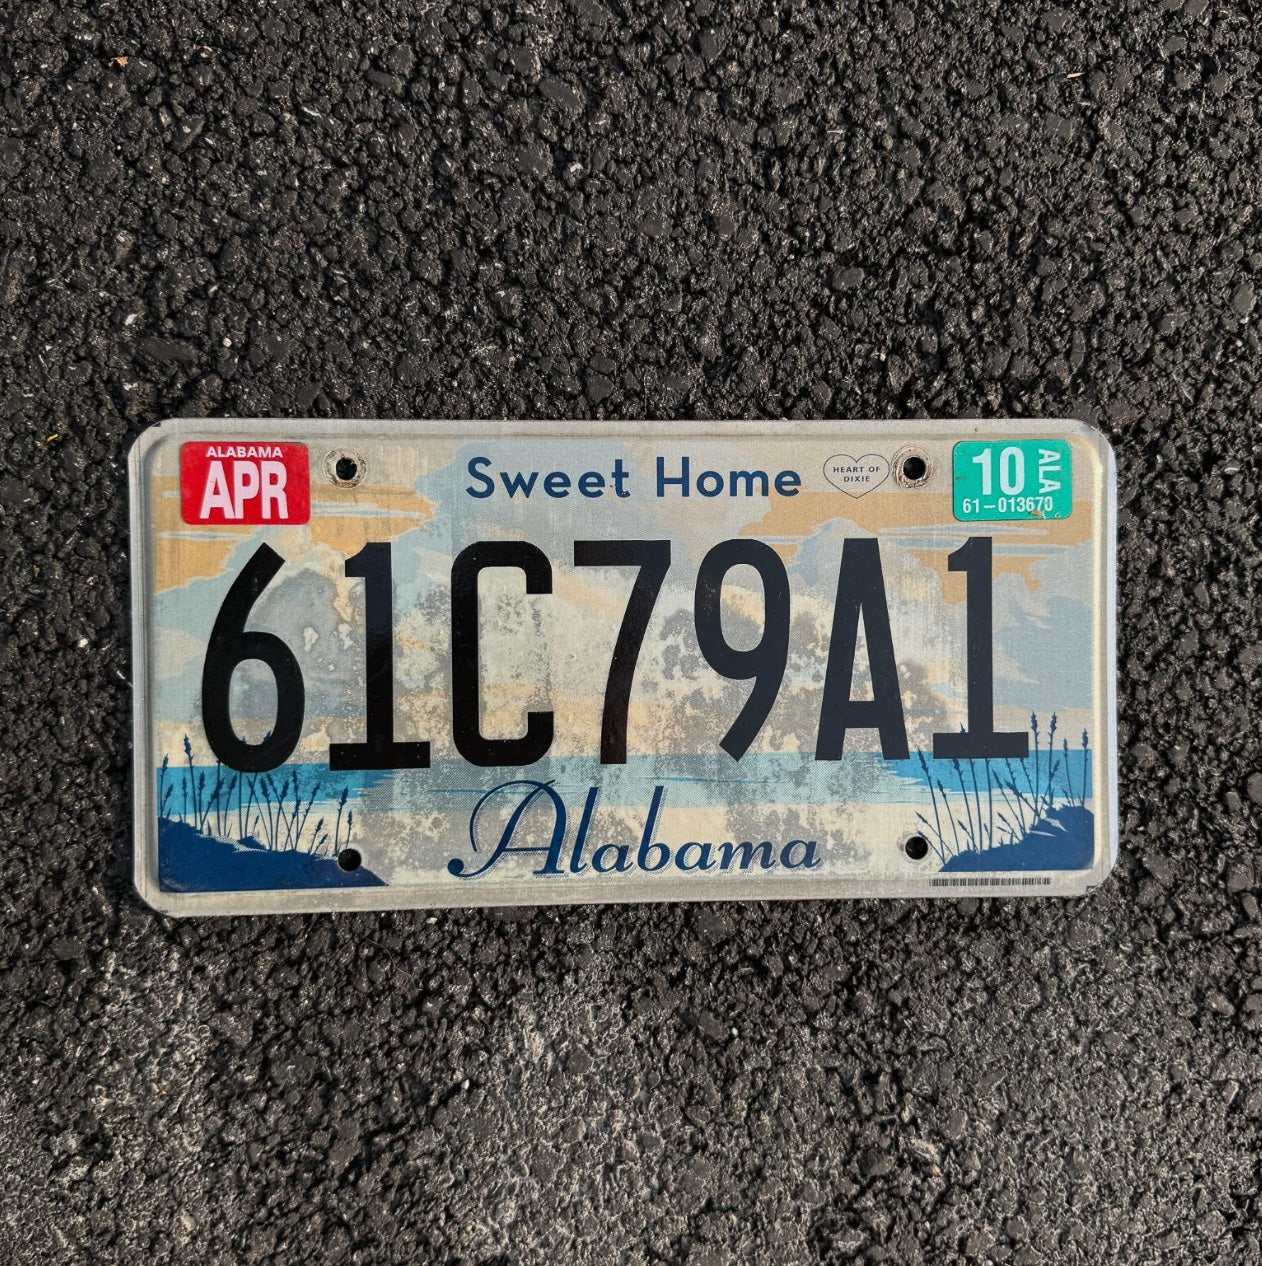 ALABAMA
APR
Sweet Home
HEART OF
DIXIE
10 ALA
61-013670
61C79A1
Alabama